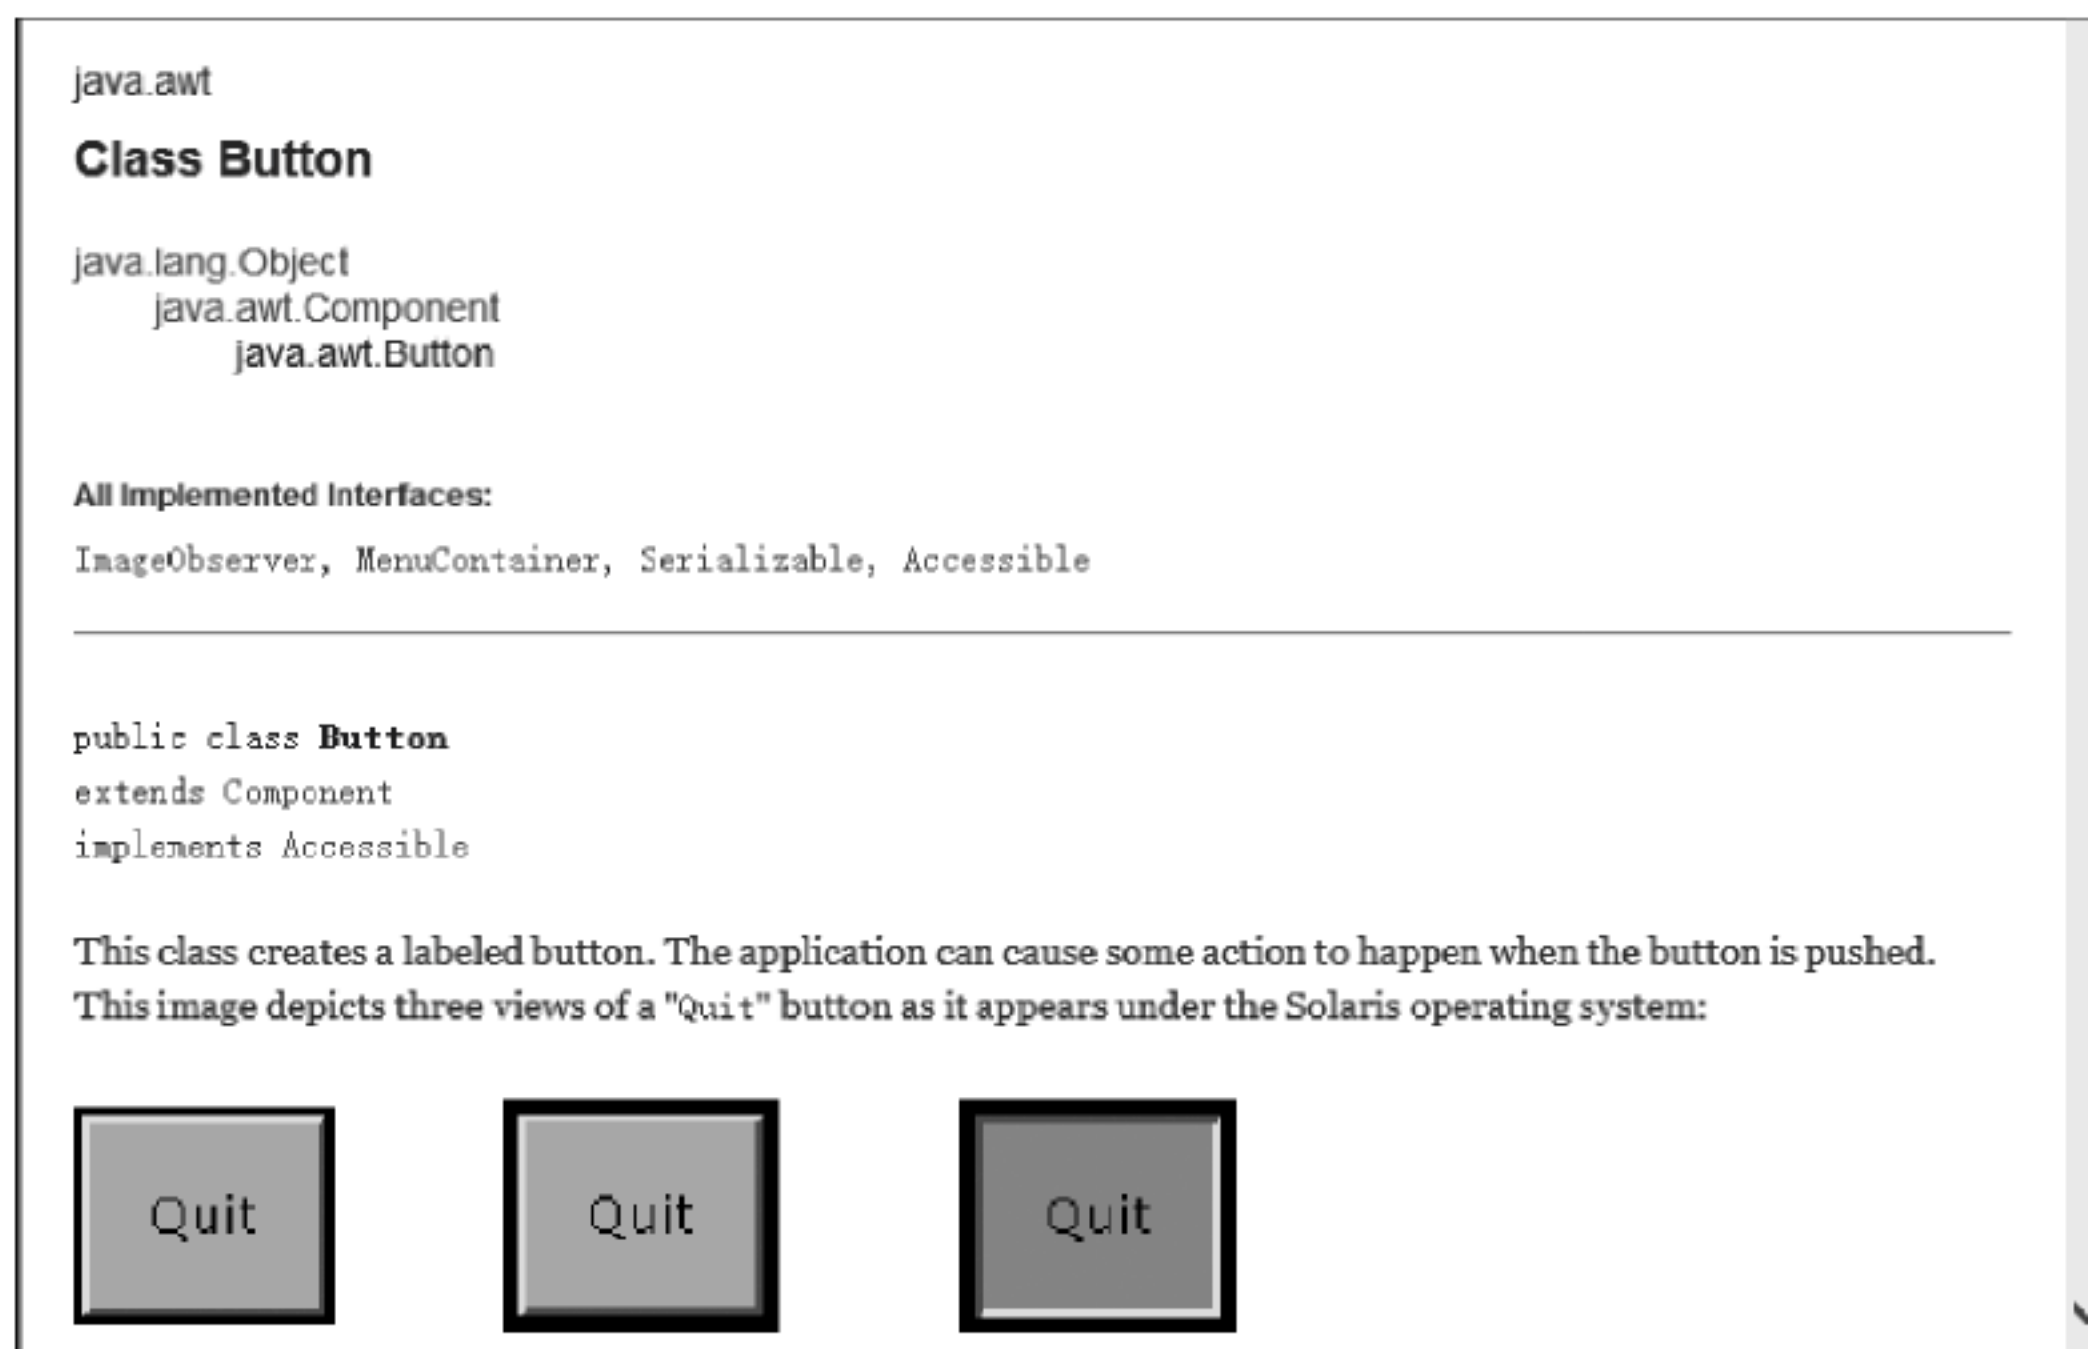 java.awt
Class Button
java.lang.Object
java.awt.Component
java.awt.Button
All Implemented Interfaces:
ImageObserver, MenuContainer, Serializable, Accessible
public class Button
extends Component
implements Accessible
This class creates a labeled button. The application can cause some action to happen when the button is pushed.
This image depicts three views of a "Quit" button as it appears under the Solaris operating system:
Quit Quit Quit